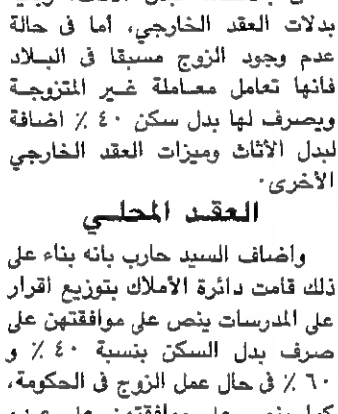 بدلات العقد الخارجي، أما في حالة
عدم وجود الزوج مسبقا في البلاد
فانها تعامل معاملة غير المتزوجة
ويصرف لها بدل سكن ٤٠ ٪ اضافة
لبدل الأثاث وميزات العقد الخارجي
الأخرى ٠
العقد المحلي
واضاف السيد حارب بانه بناء على
ذلك قامت دائرة الأملاك بتوزيع اقرار
على المدرسات ينص على موافقتهن على
صرف بدل السكن بنسبة ٤٠ ٪ و
٦٠ ٪ في حال عمل الزوج في الحكومة،